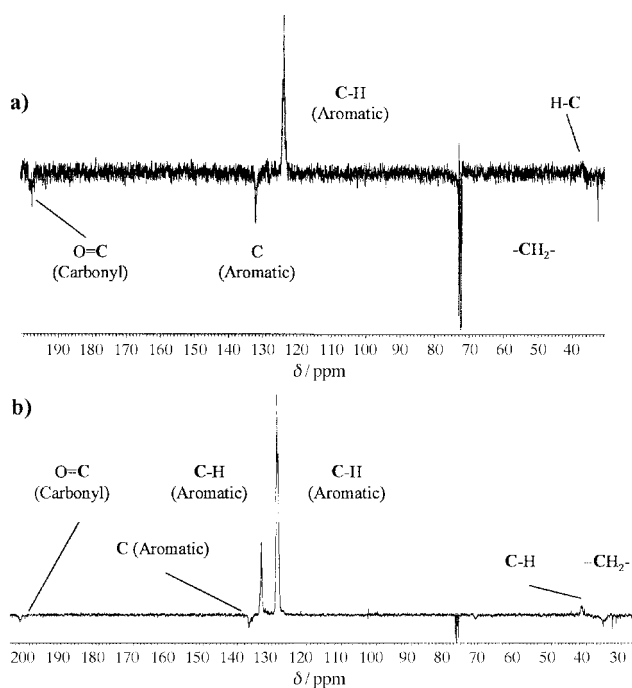 a)
C-H
(Aromatic)
H-C
O=C
(Carbonyl)
C
(Aromatic)
-CH2-
190 180 170 160 150 140 130 120 110 100 90 80 70 60 50 40
δ / ppm
b)
O=C
(Carbonyl)
C-H
(Aromatic)
C-H
(Aromatic)
C (Aromatic)
C-H
-CH2-
200 190 180 170 160 150 140 130 120 110 100 90 80 70 60 50 40 30
δ / ppm